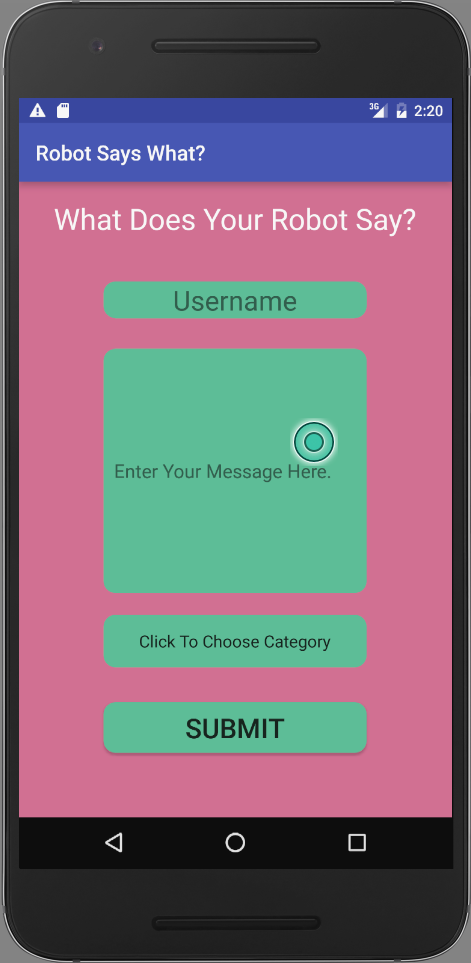 3G 2:20
Robot Says What?
What Does Your Robot Say?
Username
Enter Your Message Here.
Click To Choose Category
SUBMIT